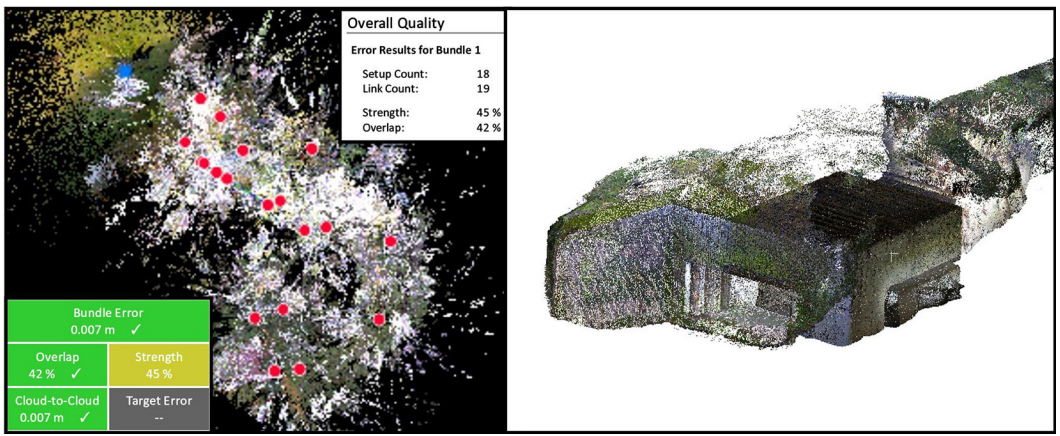 Overall Quality
Error Results for Bundle 1
Setup Count: 18
Link Count: 19
Strength: 45 %
Overlap: 42 %
Bundle Error
0.007 m ✓
Overlap
42 % ✓
Strength
45 %
Cloud-to-Cloud
0.007 m ✓
Target Error
--